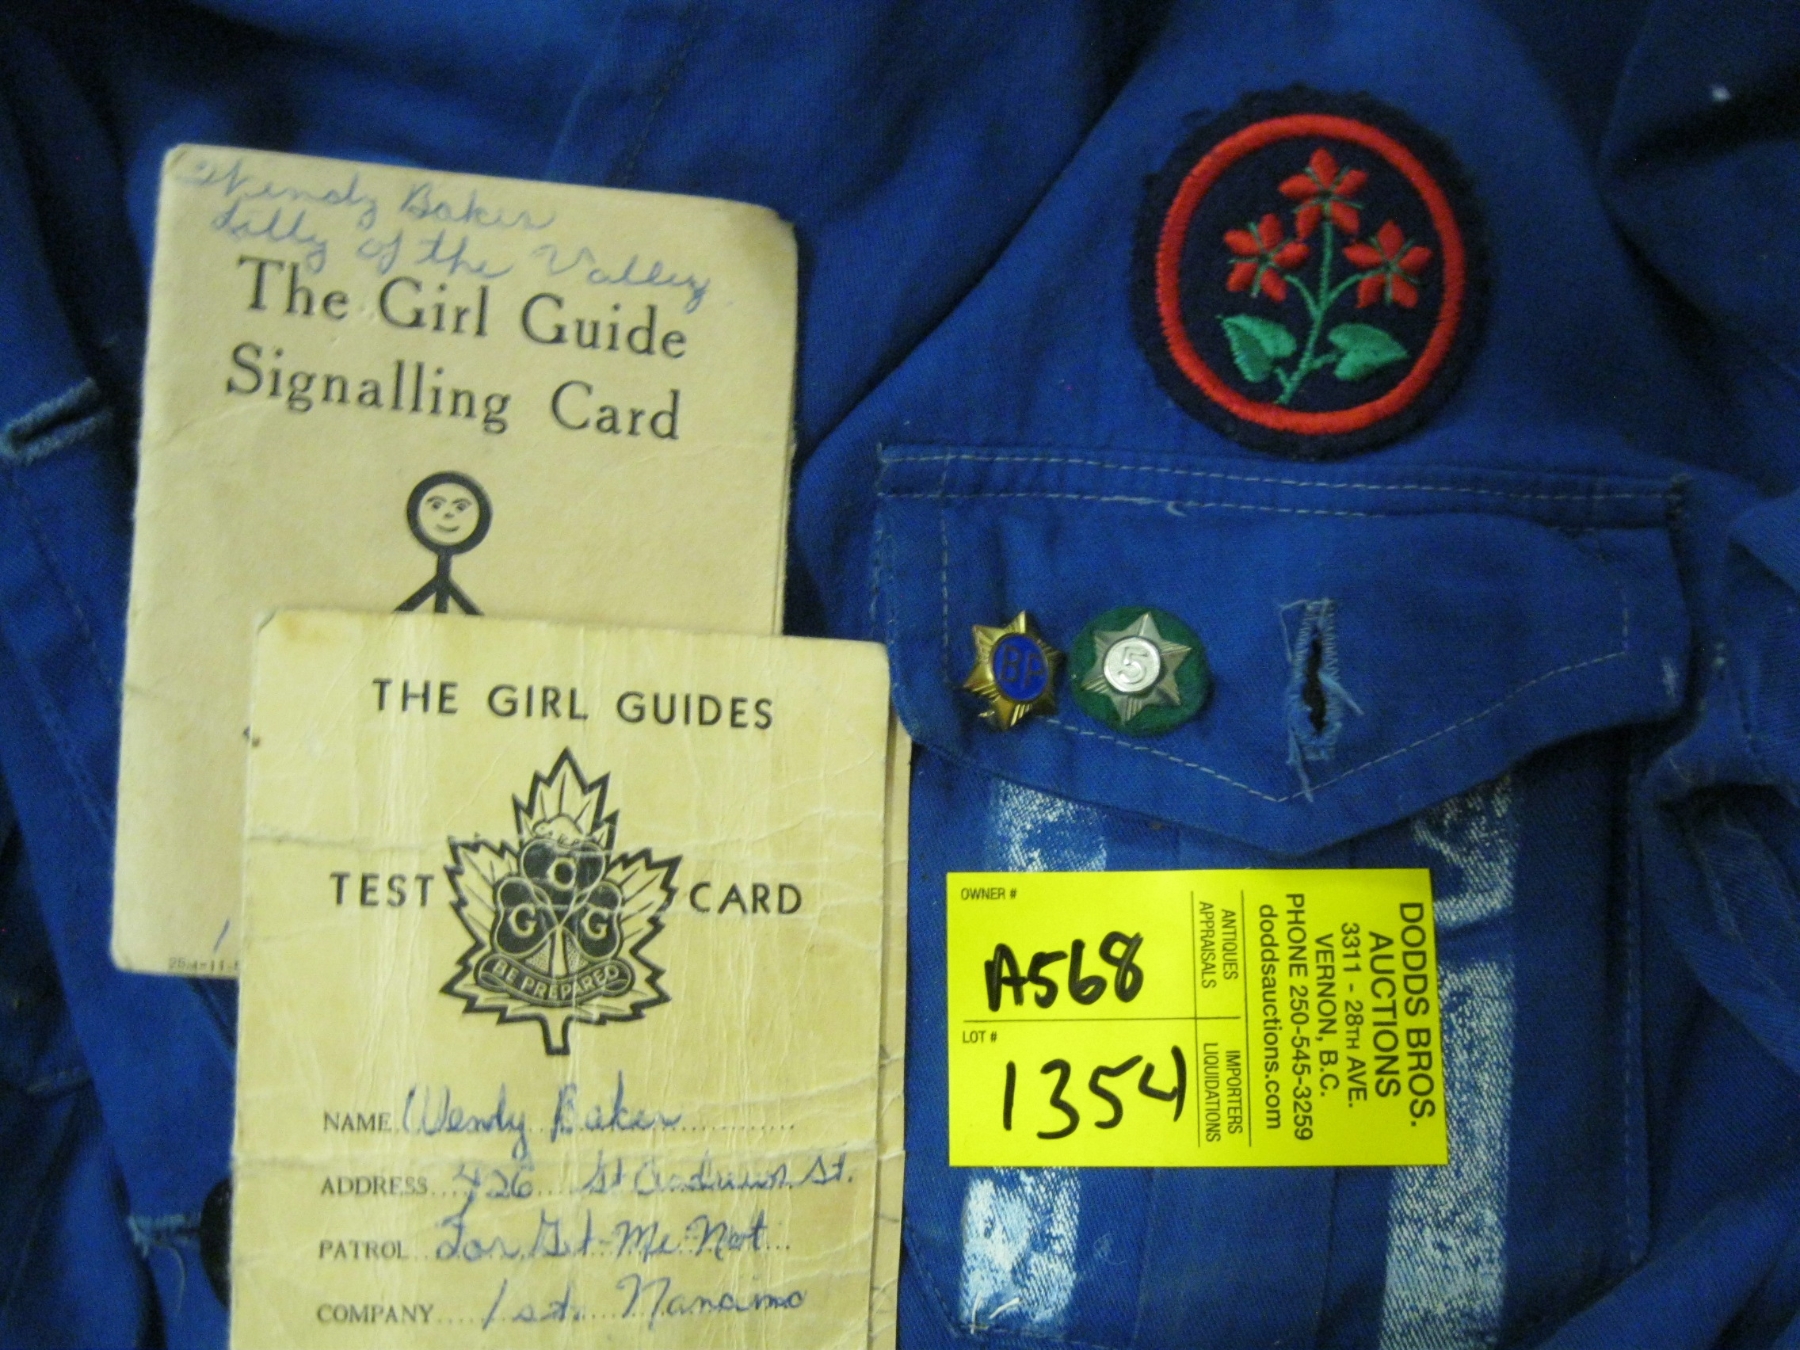 Wendy Baker
Lilly of the Valley
The Girl Guide
Signalling Card
THE GIRL GUIDES
TEST CARD
C
G G
BE PREPARED
NAME Wendy Baker
ADDRESS 426 St Andrews St.
PATROL For Get-Me Not
COMPANY 1st. Nanaimo
BP
5
OWNER #
A568
LOT #
1354
ANTIQUES
APPRAISALS
IMPORTERS
LIQUIDATIONS
DODDS BROS.
AUCTIONS
3311 - 28TH AVE.
VERNON, B.C.
PHONE 250-545-3259
doddsauctions.com